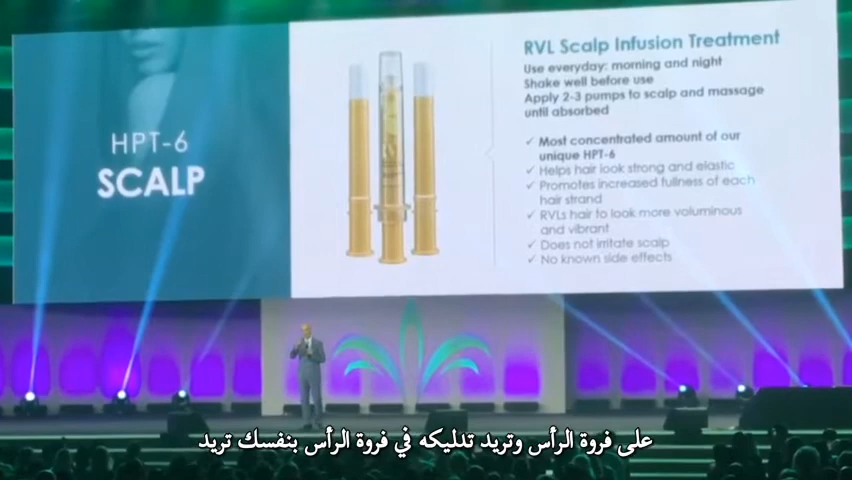 HPT-6
SCALP
RVL Scalp Infusion Treatment
Use everyday: morning and night
Shake well before use
Apply 2-3 pumps to scalp and massage
until absorbed
✓ Most concentrated amount of our
unique HPT-6
✓ Helps hair look strong and elastic
✓ Promotes increased fullness of each
hair strand
✓ RVLs hair to look more voluminous
and vibrant
✓ Does not irritate scalp
✓ No known side effects
على فروة الرأس وتريد تدليكه في فروة الرأس بنفسك تريد